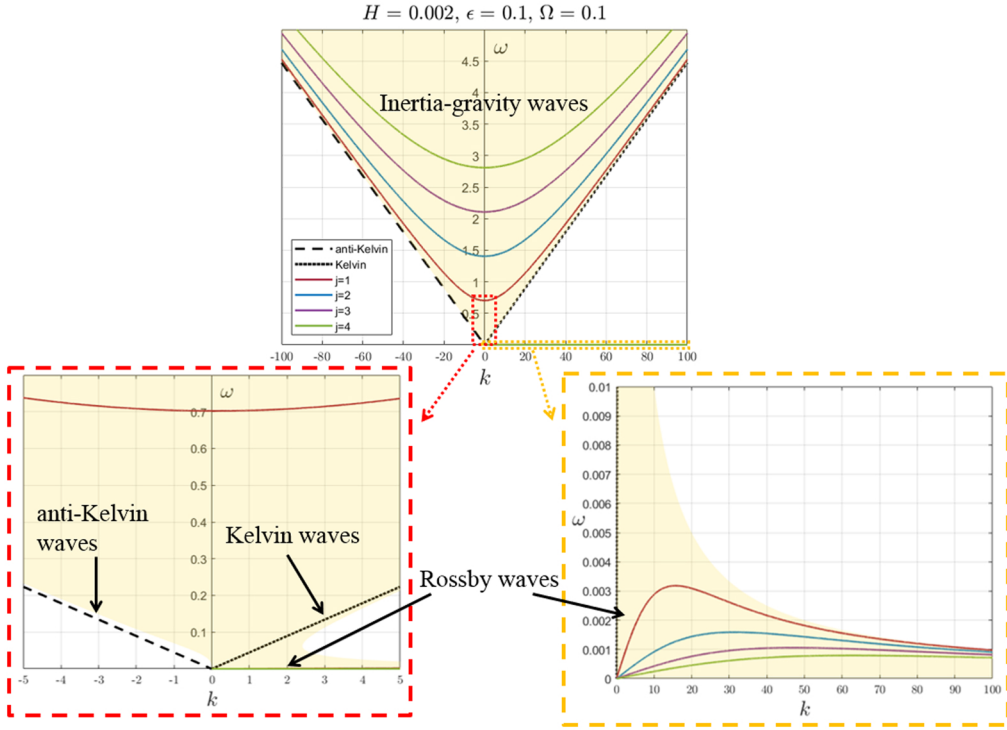 H = 0.002, ϵ = 0.1, Ω = 0.1
ω
4.5
4
Inertia-gravity waves
3.5
3
2.5
2
1.5
1
0.5
anti-Kelvin
Kelvin
j=1
j=2
j=3
j=4
-100 -80 -60 -40 -20 0 20 40 60 80 100
k
ω
0.7
0.6
0.5
0.4
0.3
0.2
0.1
anti-Kelvin
waves
Kelvin waves
Rossby waves
-5 -4 -3 -2 -1 0 1 2 3 4 5
k
0.01
0.009
0.008
0.007
0.006
0.005
ω
0.004
0.003
0.002
0.001
0
0 10 20 30 40 50 60 70 80 90 100
k